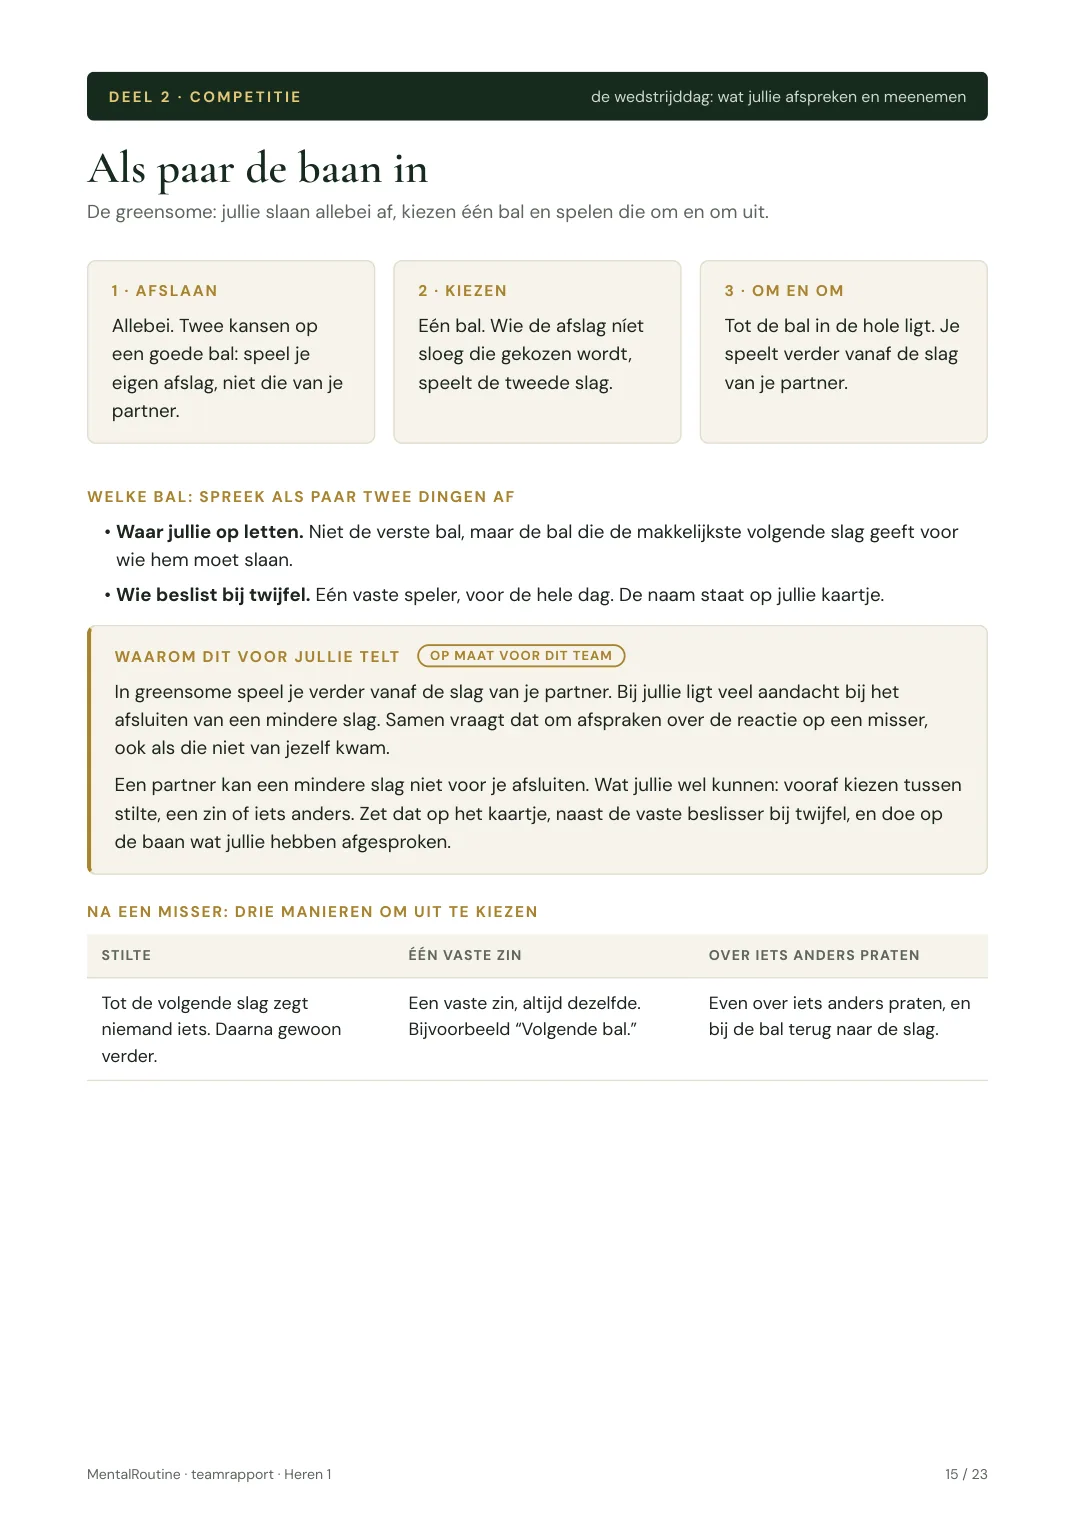 DEEL 2 · COMPETITIE
de wedstrijddag: wat jullie afspreken en meenemen
Als paar de baan in
De greensome: jullie slaan allebei af, kiezen één bal en spelen die om en om uit.
1 · AFSLAAN
Allebei. Twee kansen op
een goede bal: speel je
eigen afslag, niet die van je
partner.
2 · KIEZEN
Eén bal. Wie de afslag níet
sloeg die gekozen wordt,
speelt de tweede slag.
3 · OM EN OM
Tot de bal in de hole ligt. Je
speelt verder vanaf de slag
van je partner.
WELKE BAL: SPREEK ALS PAAR TWEE DINGEN AF
• Waar jullie op letten. Niet de verste bal, maar de bal die de makkelijkste volgende slag geeft voor
wie hem moet slaan.
• Wie beslist bij twijfel. Eén vaste speler, voor de hele dag. De naam staat op jullie kaartje.
WAAROM DIT VOOR JULLIE TELT
OP MAAT VOOR DIT TEAM
In greensome speel je verder vanaf de slag van je partner. Bij jullie ligt veel aandacht bij het
afsluiten van een mindere slag. Samen vraagt dat om afspraken over de reactie op een misser,
ook als die niet van jezelf kwam.
Een partner kan een mindere slag niet voor je afsluiten. Wat jullie wel kunnen: vooraf kiezen tussen
stilte, een zin of iets anders. Zet dat op het kaartje, naast de vaste beslisser bij twijfel, en doe op
de baan wat jullie hebben afgesproken.
NA EEN MISSER: DRIE MANIEREN OM UIT TE KIEZEN
STILTE
ÉÉN VASTE ZIN
OVER IETS ANDERS PRATEN
Tot de volgende slag zegt
niemand iets. Daarna gewoon
verder.
Een vaste zin, altijd dezelfde.
Bijvoorbeeld “Volgende bal.”
Even over iets anders praten, en
bij de bal terug naar de slag.
MentalRoutine · teamrapport · Heren 1
15 / 23